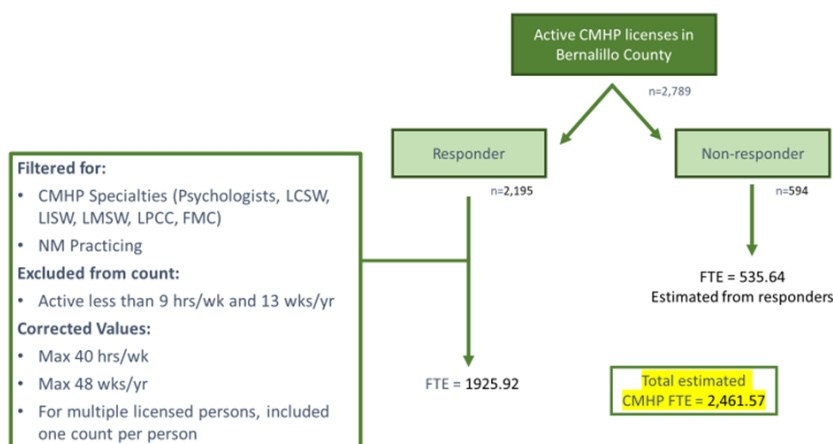 Active CMHP licenses in
Bernalillo County
n=2,789
Responder
Non-responder
n=2,195
n=594
Filtered for:
• CMHP Specialties (Psychologists, LCSW,
LISW, LMSW, LPCC, FMC)
• NM Practicing
Excluded from count:
• Active less than 9 hrs/wk and 13 wks/yr
Corrected Values:
• Max 40 hrs/wk
• Max 48 wks/yr
• For multiple licensed persons, included
one count per person
FTE = 1925.92
FTE = 535.64
Estimated from responders
Total estimated
CMHP FTE = 2,461.57